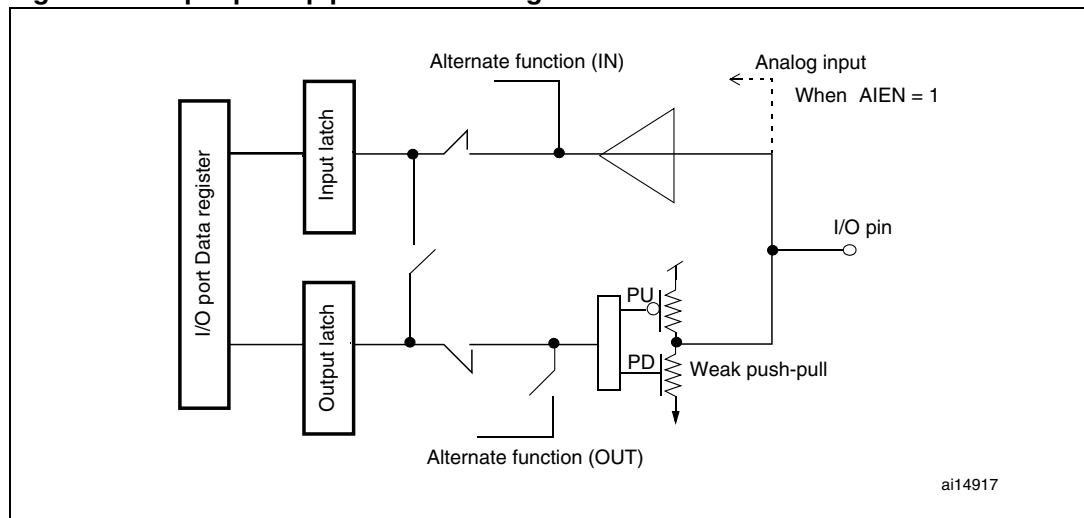 Alternate function (IN)
Analog input
When AIEN = 1
I/O port Data register
Input latch
I/O pin
Output latch
PU
PD
Weak push-pull
Alternate function (OUT)
ai14917